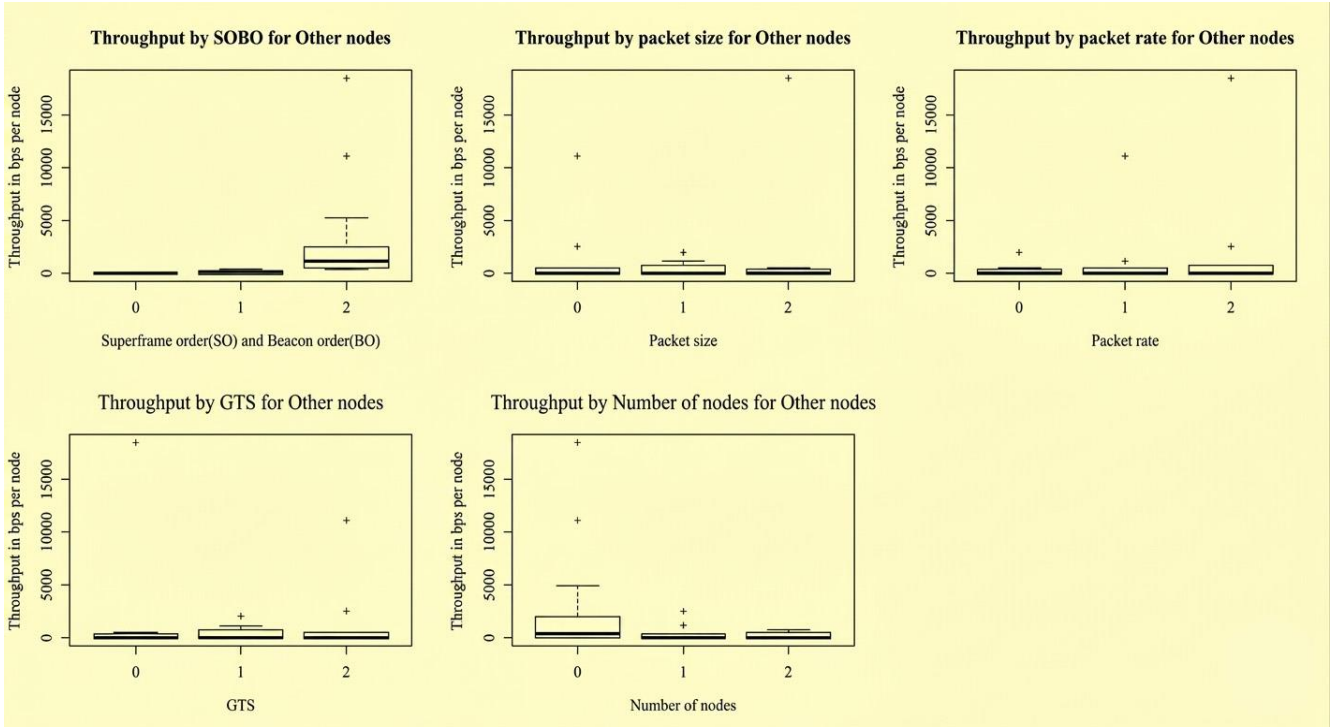 Throughput by SOBO for Other nodes
Throughput in bps per node
15000
10000
5000
0
0 1 2
Superframe order(SO) and Beacon order(BO)
Throughput by packet size for Other nodes
Throughput in bps per node
15000
10000
5000
0
0 1 2
Packet size
Throughput by packet rate for Other nodes
Throughput in bps per node
15000
10000
5000
0
0 1 2
Packet rate
Throughput by GTS for Other nodes
Throughput in bps per node
15000
10000
5000
0
0 1 2
GTS
Throughput by Number of nodes for Other nodes
Throughput in bps per node
15000
10000
5000
0
0 1 2
Number of nodes